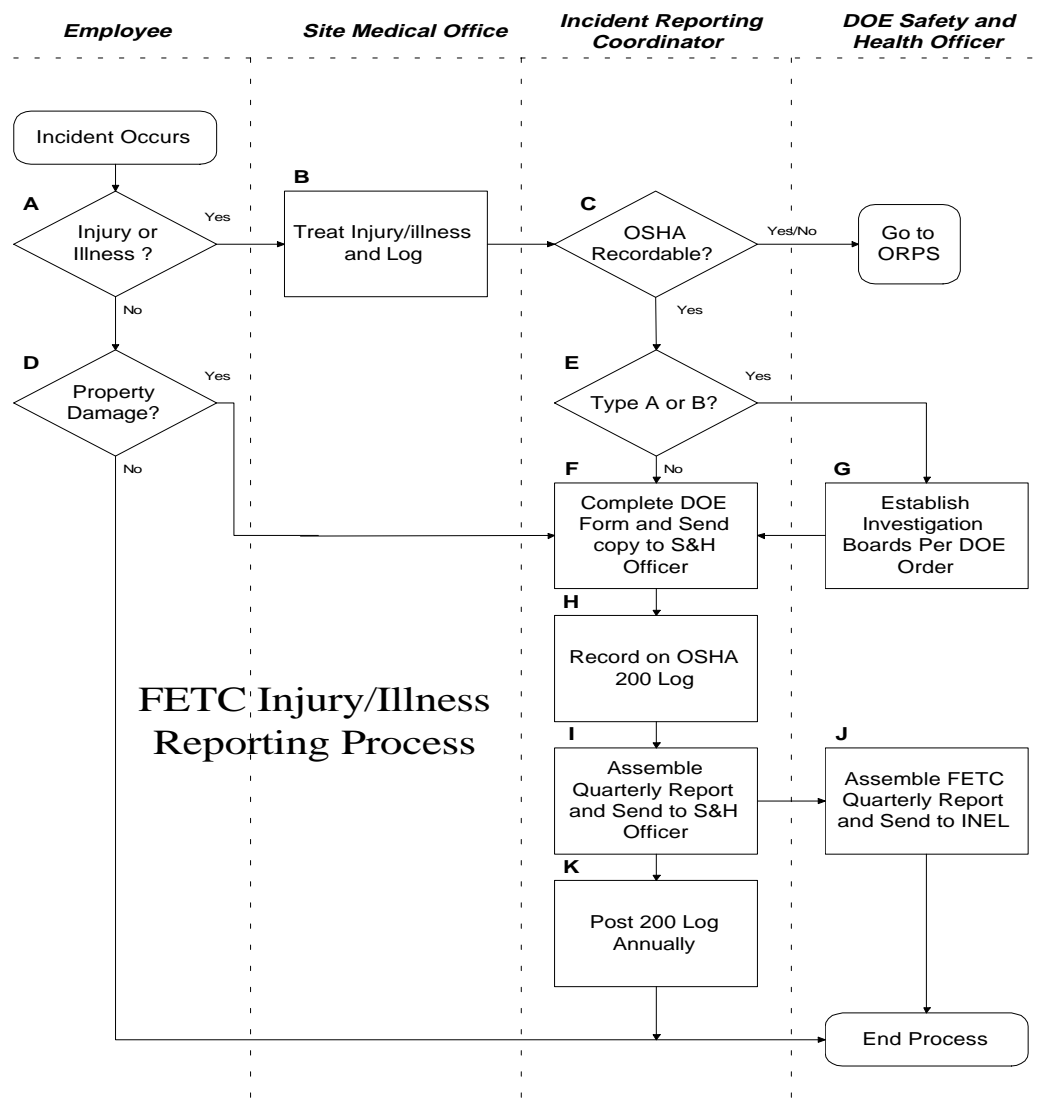 Employee
Site Medical Office
Incident Reporting
Coordinator
DOE Safety and
Health Officer
Incident Occurs
A
Injury or
Illness ?
Yes
No
B
Treat Injury/illness
and Log
C
OSHA
Recordable?
Yes/No
Yes
Go to
ORPS
D
Property
Damage?
Yes
No
E
Type A or B?
Yes
No
F
Complete DOE
Form and Send
copy to S&H
Officer
G
Establish
Investigation
Boards Per DOE
Order
H
Record on OSHA
200 Log
FETC Injury/Illness
Reporting Process
I
Assemble
Quarterly Report
and Send to S&H
Officer
J
Assemble FETC
Quarterly Report
and Send to INEL
K
Post 200 Log
Annually
End Process